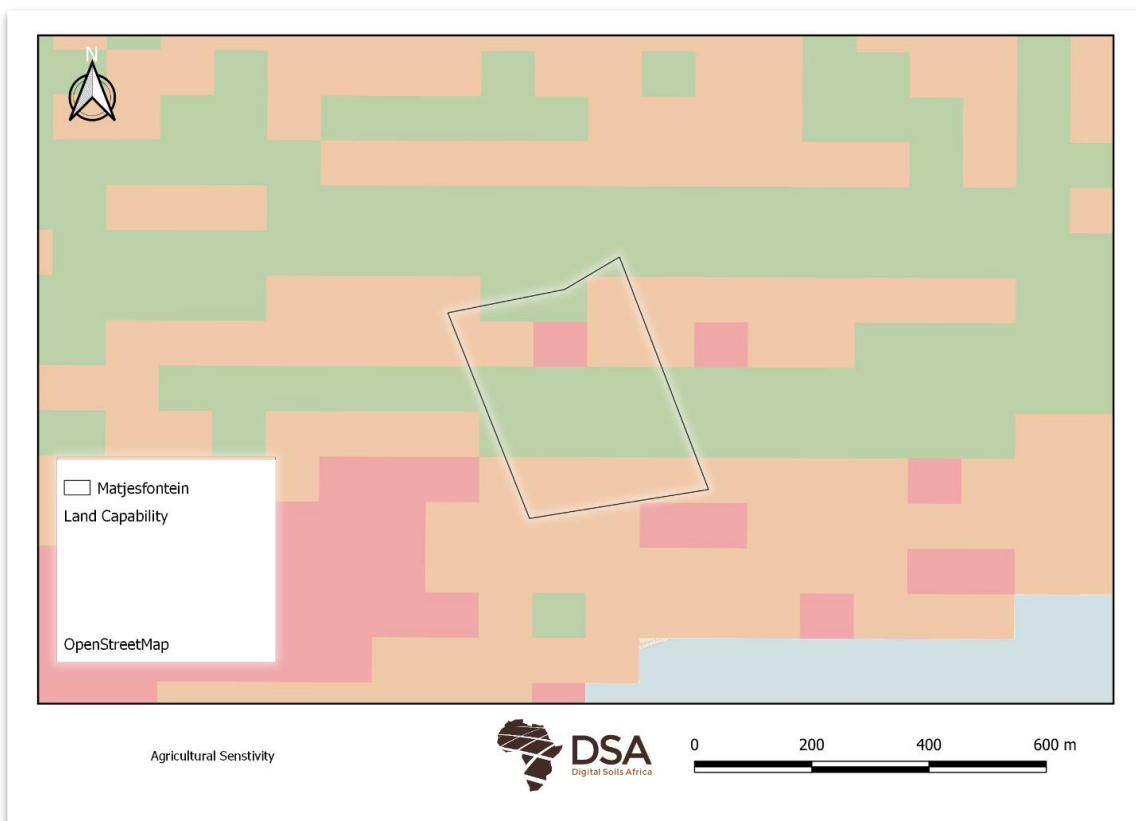 N
Matjesfontein
Land Capability
OpenStreetMap
Agricultural Senstivity
DSA
Digital Soils Africa
0 200 400 600 m